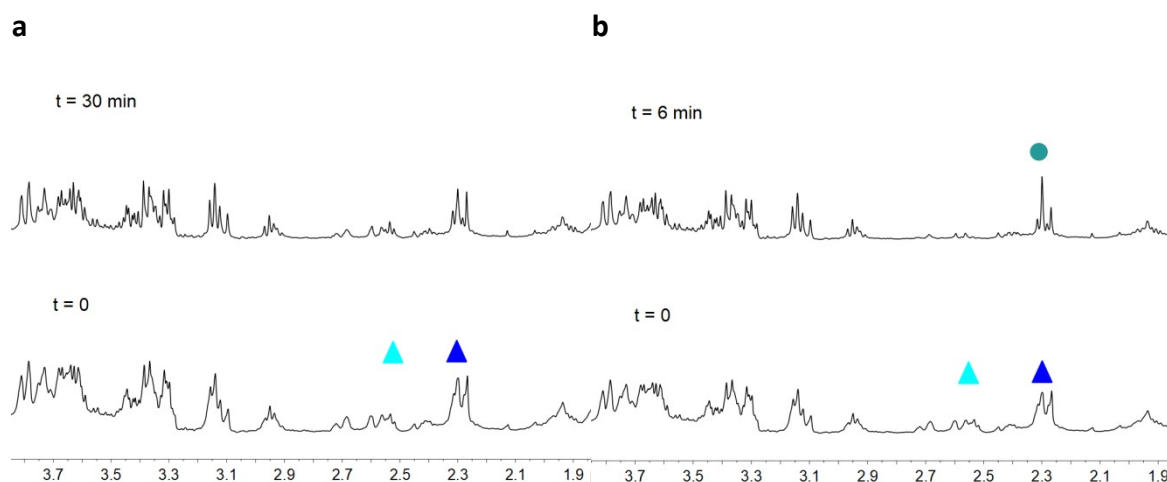 a
b
t = 30 min
t = 6 min
t = 0
t = 0
3.7 3.5 3.3 3.1 2.9 2.7 2.5 2.3 2.1 1.9
3.7 3.5 3.3 3.1 2.9 2.7 2.5 2.3 2.1 1.9